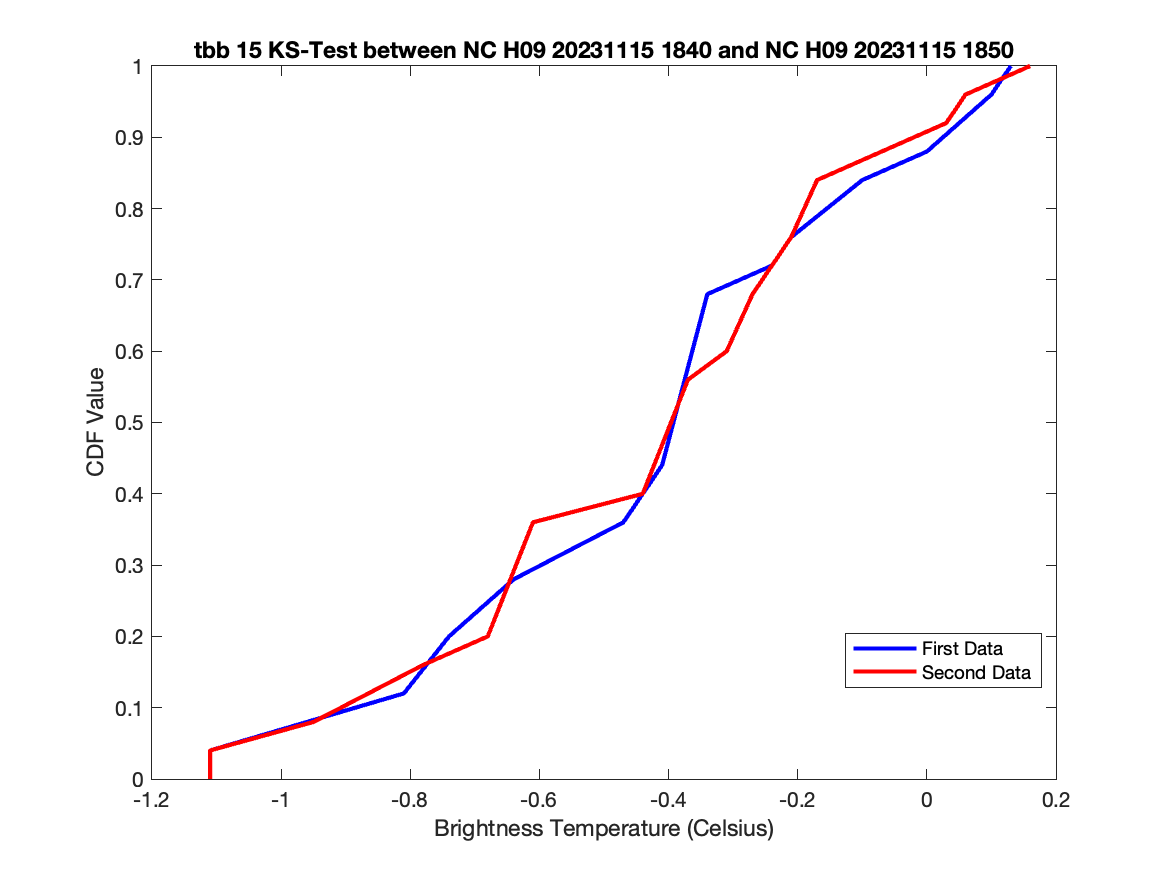 tbb 15 KS-Test between NC H09 20231115 1840 and NC H09 20231115 1850
1
0.9
0.8
0.7
0.6
0.5
0.4
0.3
0.2
0.1
0
CDF Value
First Data
Second Data
-1.2 -1 -0.8 -0.6 -0.4 -0.2 0 0.2
Brightness Temperature (Celsius)